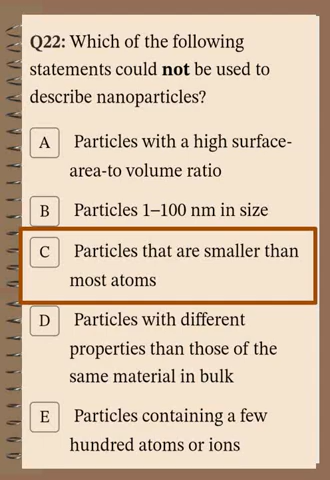 Q22: Which of the following
statements could not be used to
describe nanoparticles?
A Particles with a high surface-
area-to volume ratio
B Particles 1–100 nm in size
C Particles that are smaller than
most atoms
D Particles with different
properties than those of the
same material in bulk
E Particles containing a few
hundred atoms or ions